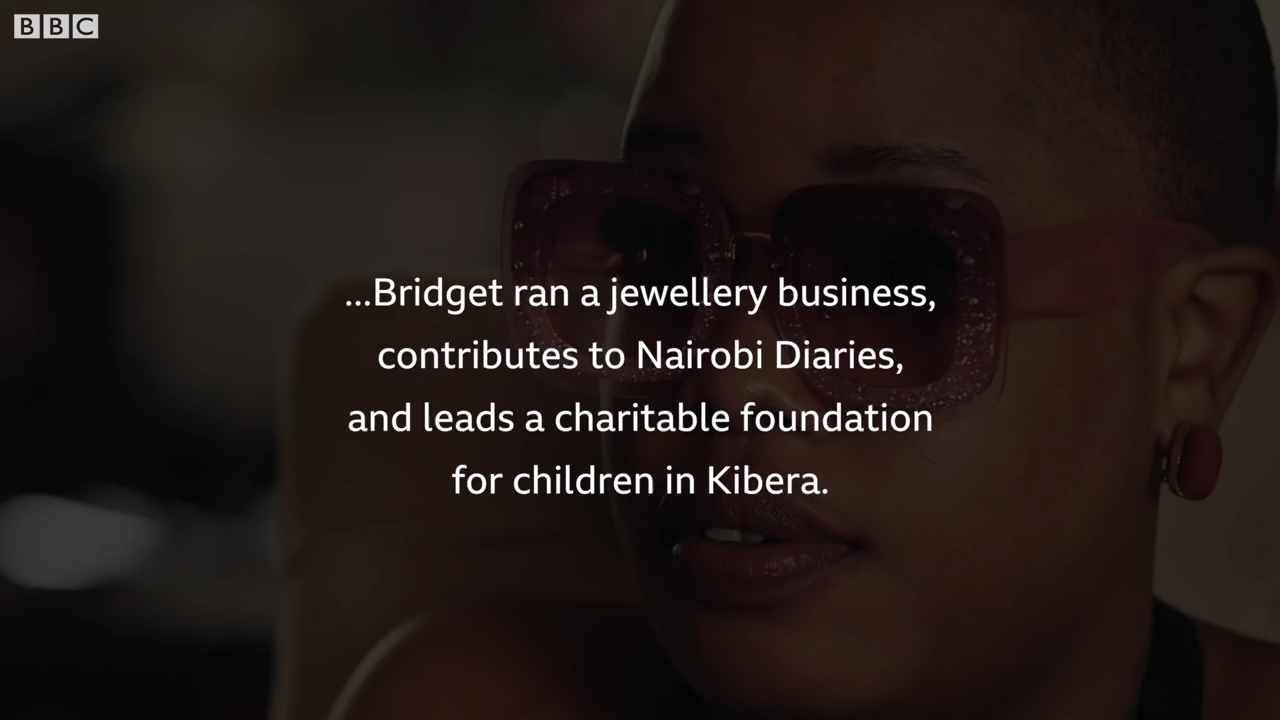 BBC
...Bridget ran a jewellery business,
contributes to Nairobi Diaries,
and leads a charitable foundation
for children in Kibera.